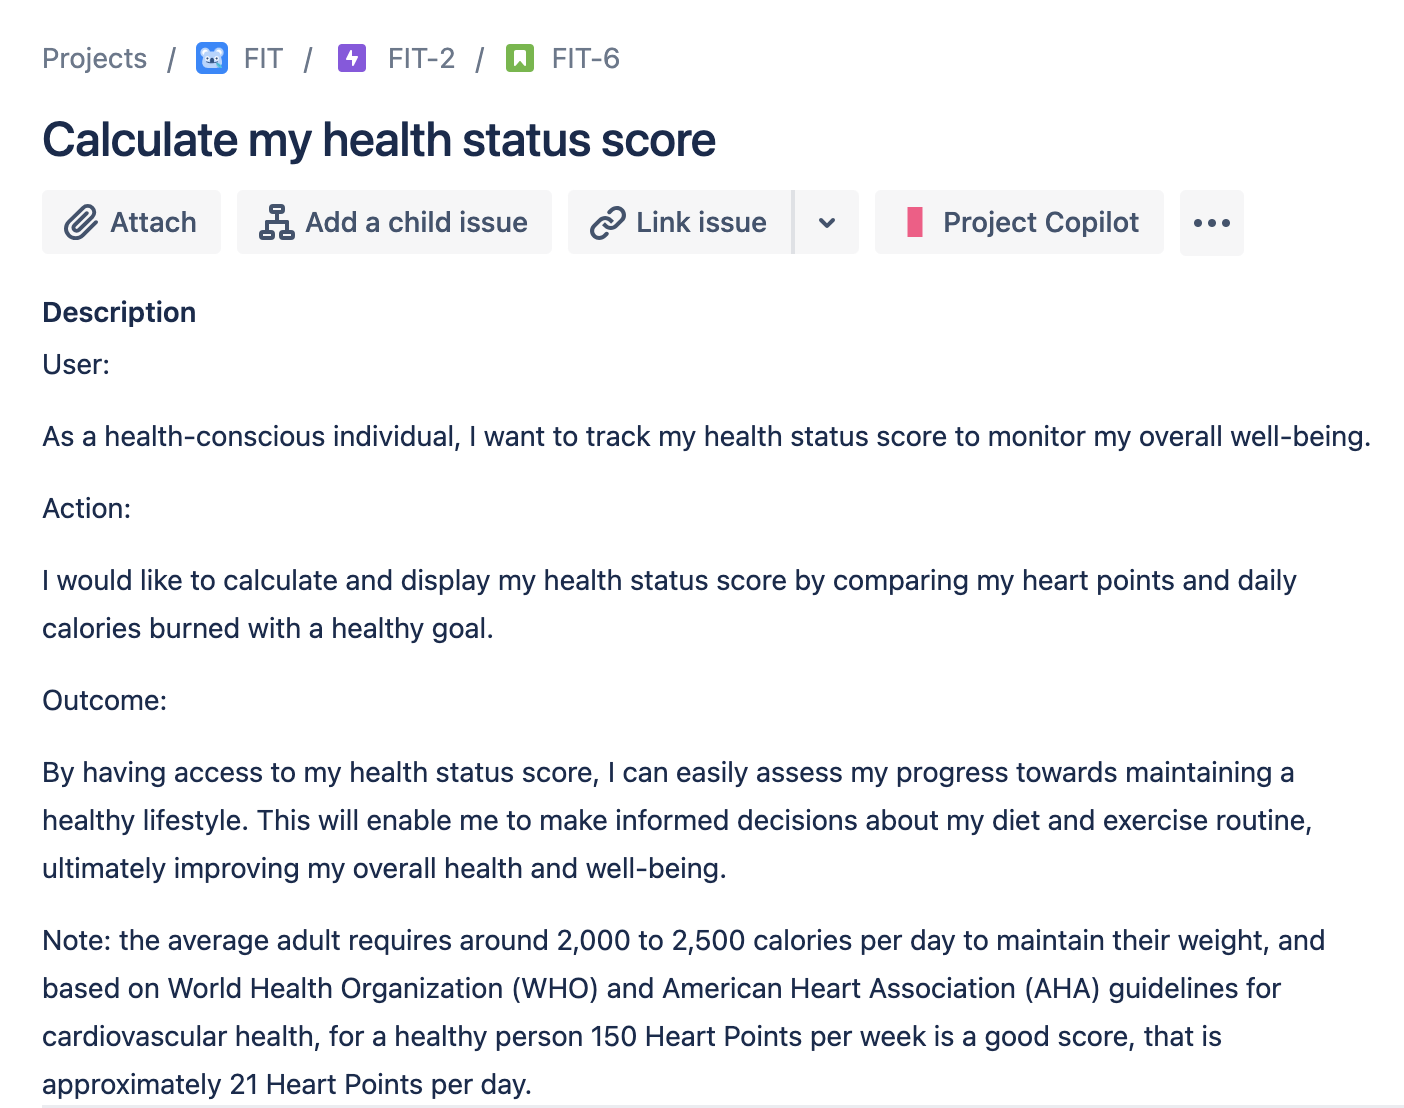 Projects / FIT / FIT-2 / FIT-6
Calculate my health status score
Attach Add a child issue Link issue Project Copilot
Description
User:
As a health-conscious individual, I want to track my health status score to monitor my overall well-being.
Action:
I would like to calculate and display my health status score by comparing my heart points and daily
calories burned with a healthy goal.
Outcome:
By having access to my health status score, I can easily assess my progress towards maintaining a
healthy lifestyle. This will enable me to make informed decisions about my diet and exercise routine,
ultimately improving my overall health and well-being.
Note: the average adult requires around 2,000 to 2,500 calories per day to maintain their weight, and
based on World Health Organization (WHO) and American Heart Association (AHA) guidelines for
cardiovascular health, for a healthy person 150 Heart Points per week is a good score, that is
approximately 21 Heart Points per day.